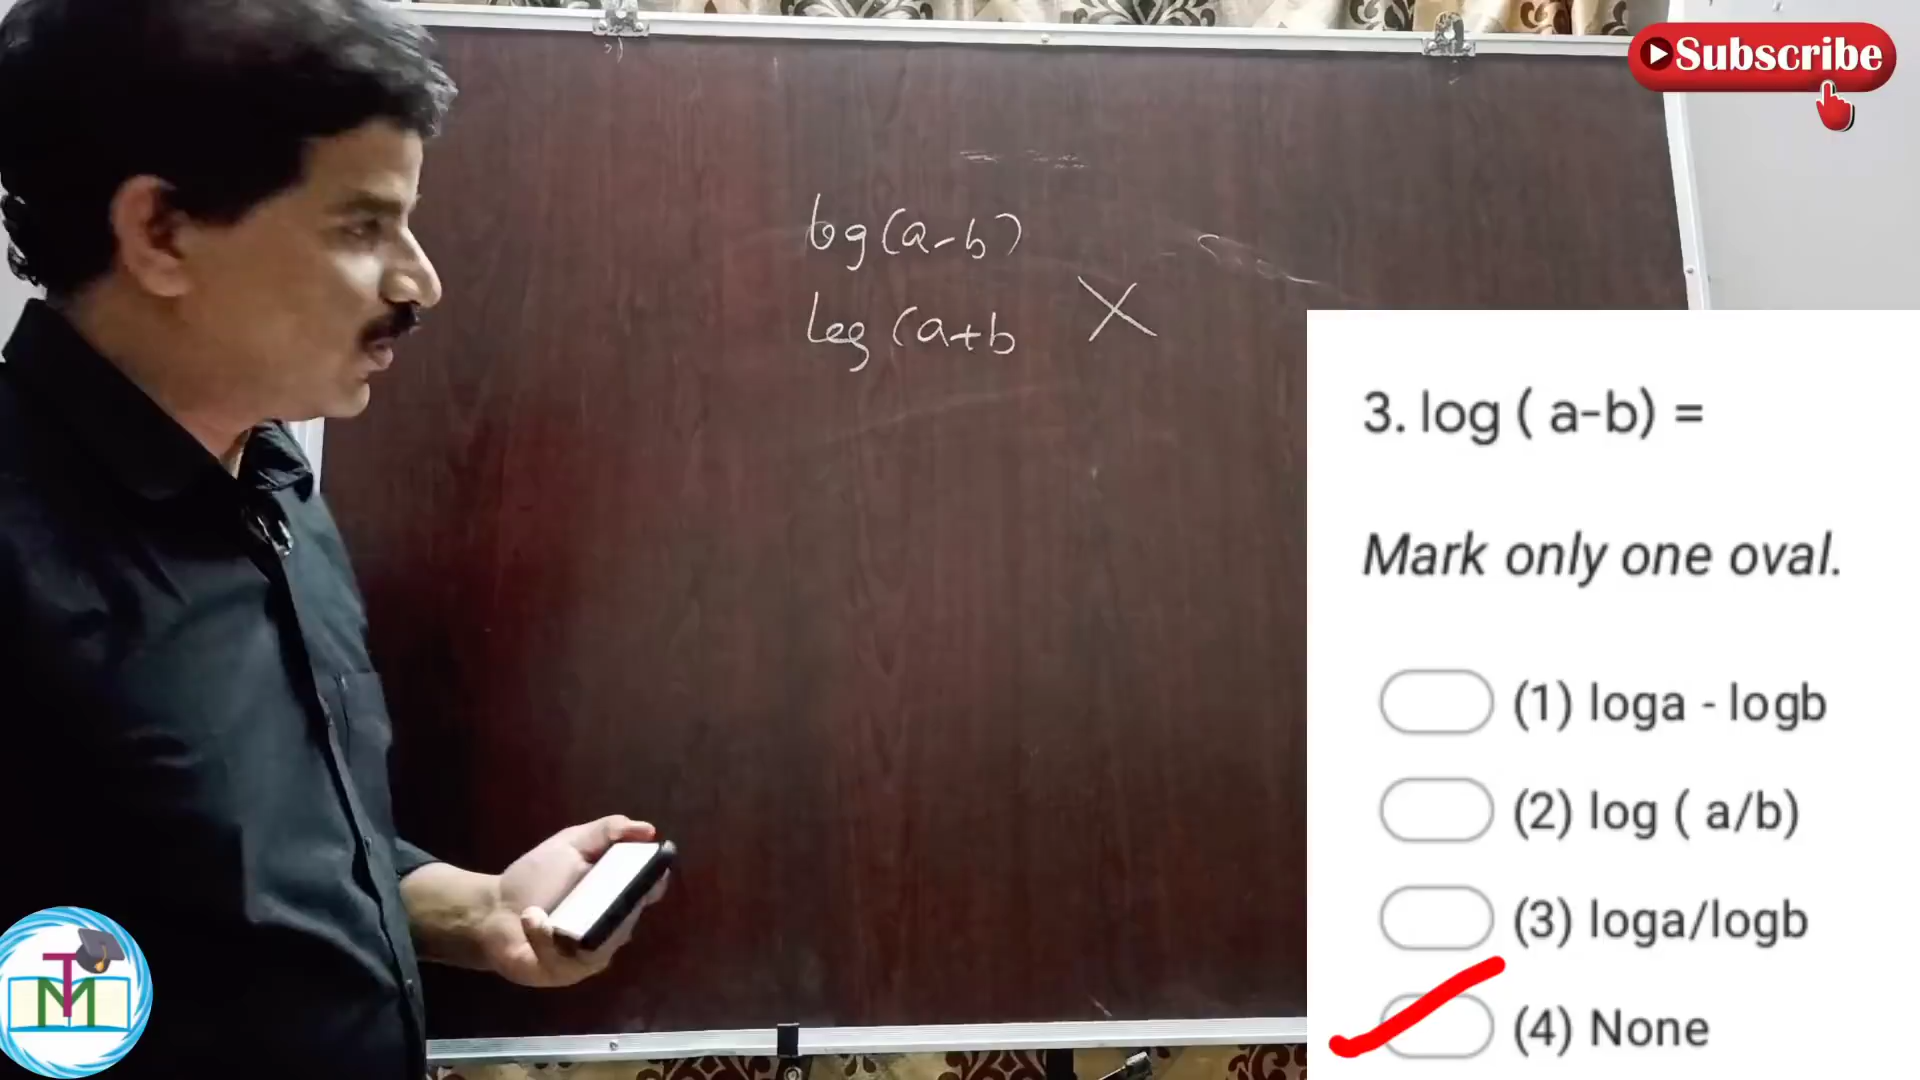 Subscribe
log(a-b)
log (a+b
3. log ( a-b) =
Mark only one oval.
(1) loga - logb
(2) log ( a/b)
(3) loga/logb
(4) None
TM